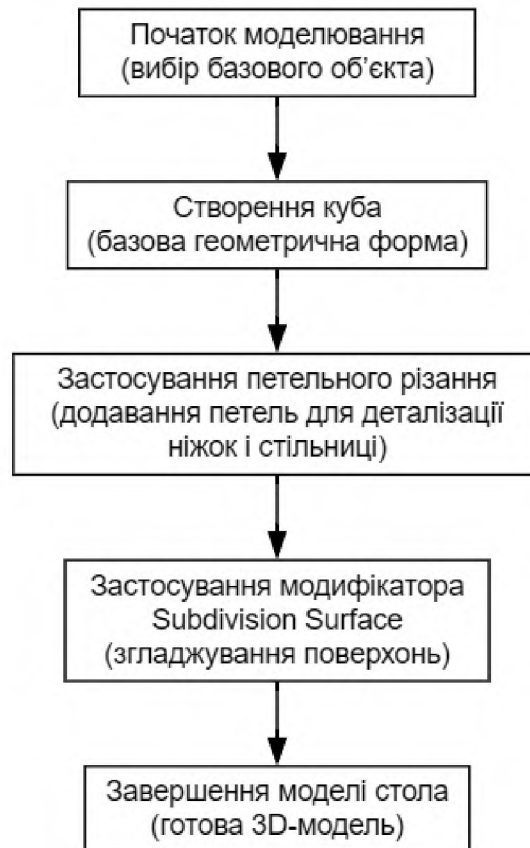 Початок моделювання
(вибір базового об’єкта)
Створення куба
(базова геометрична форма)
Застосування петельного різання
(додавання петель для деталізації
ніжок і стільниці)
Застосування модифікатора
Subdivision Surface
(згладжування поверхонь)
Завершення моделі стола
(готова 3D-модель)